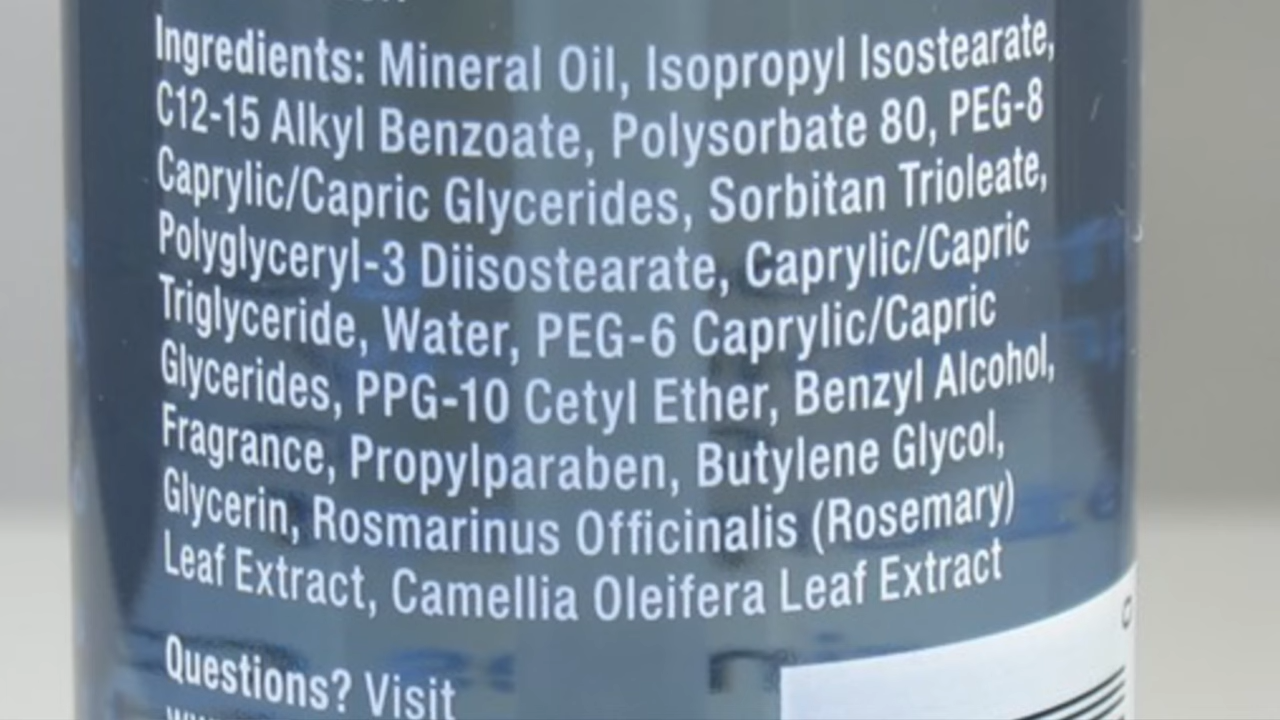 Ingredients: Mineral Oil, Isopropyl Isostearate,
C12-15 Alkyl Benzoate, Polysorbate 80, PEG-8
Caprylic/Capric Glycerides, Sorbitan Trioleate,
Polyglyceryl-3 Diisostearate, Caprylic/Capric
Triglyceride, Water, PEG-6 Caprylic/Capric
Glycerides, PPG-10 Cetyl Ether, Benzyl Alcohol,
Fragrance, Propylparaben, Butylene Glycol,
Glycerin, Rosmarinus Officinalis (Rosemary)
Leaf Extract, Camellia Oleifera Leaf Extract
Questions? Visit